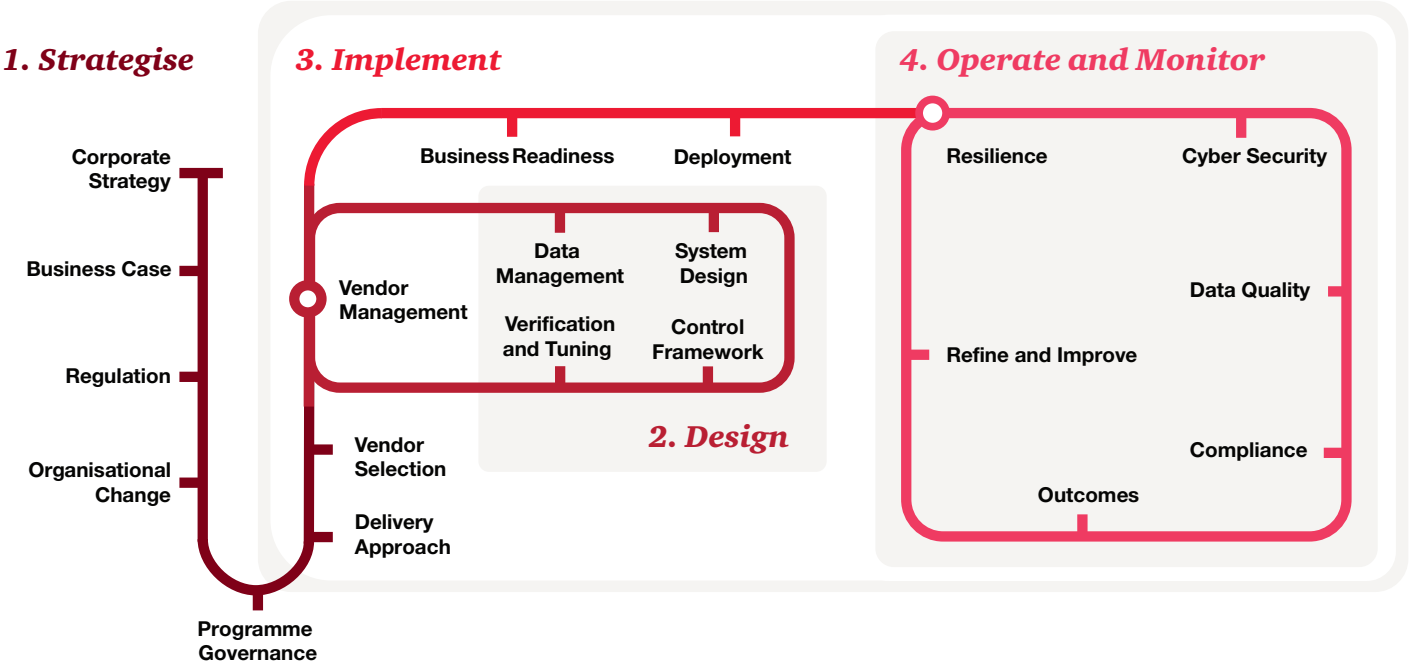 1. Strategise
Corporate
Strategy
Business Case
Regulation
Organisational
Change
Programme
Governance
3. Implement
Business Readiness
Deployment
Vendor
Management
Data
Management
System
Design
Verification
and Tuning
Control
Framework
2. Design
Vendor
Selection
Delivery
Approach
4. Operate and Monitor
Resilience
Cyber Security
Data Quality
Refine and Improve
Compliance
Outcomes